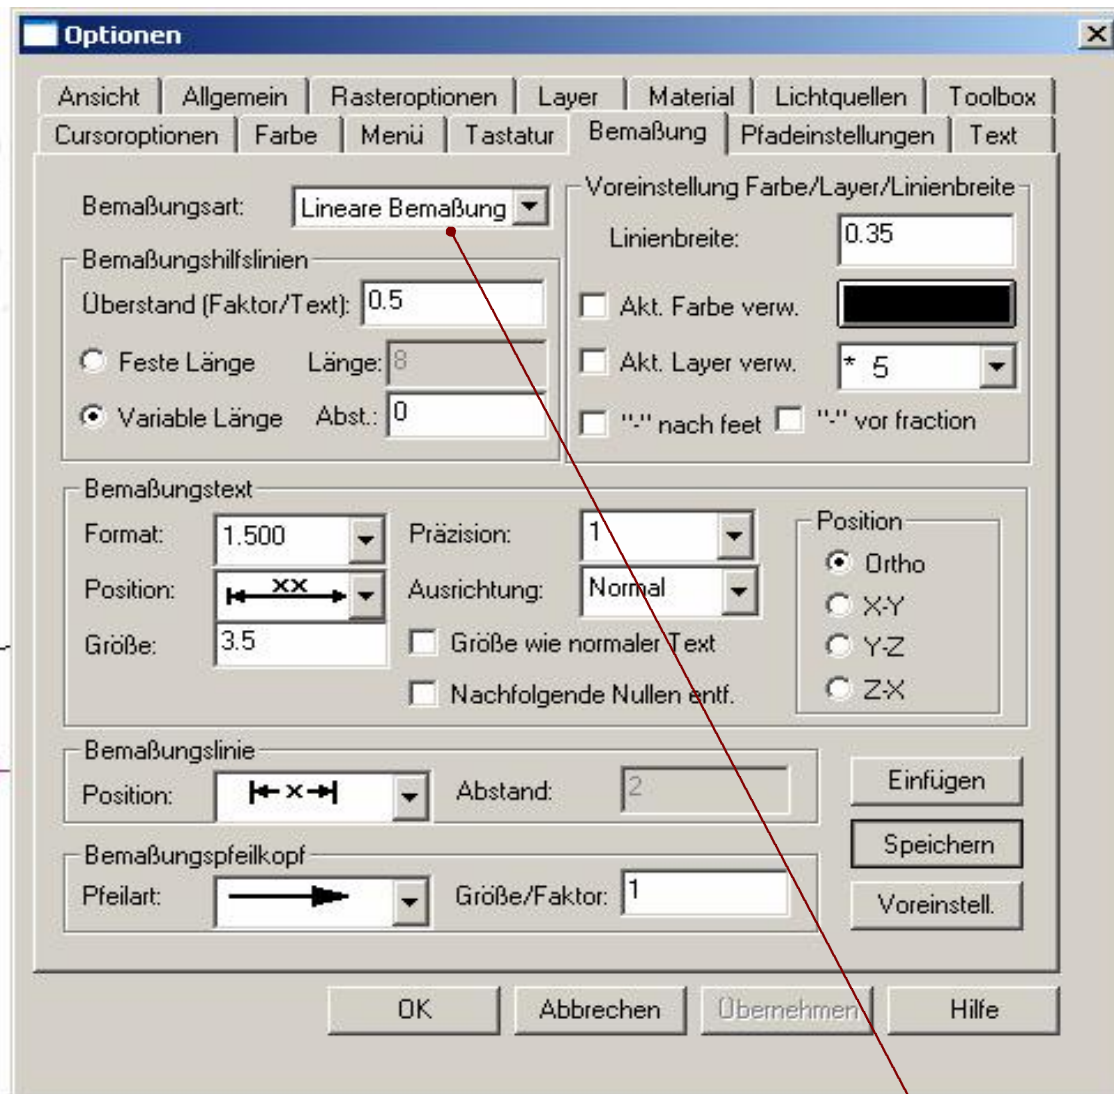 Optionen
Ansicht Allgemein Rasteroptionen Layer Material Lichtquellen Toolbox
Cursoroptionen Farbe Menü Tastatur Bemaßung Pfadeinstellungen Text
Bemaßungsart: Lineare Bemaßung
Bemaßungshilfslinien
Überstand (Faktor/Text): 0.5
Feste Länge Länge: 8
Variable Länge Abst.: 0
Voreinstellung Farbe/Layer/Linienbreite
Linienbreite: 0.35
Akt. Farbe verw.
Akt. Layer verw. * 5
"-" nach feet "-" vor fraction
Bemaßungstext
Format: 1.500 Präzision: 1
Position: xx Ausrichtung: Normal
Größe: 3.5 Größe wie normaler Text
Nachfolgende Nullen entf.
Position
Ortho
X-Y
Y-Z
Z-X
Bemaßungslinie
Position: x Abstand: 2
Bemaßungspfeilkopf
Pfeilart: Größe/Faktor: 1
Einfügen
Speichern
Voreinstell.
OK Abbrechen Übernehmen Hilfe